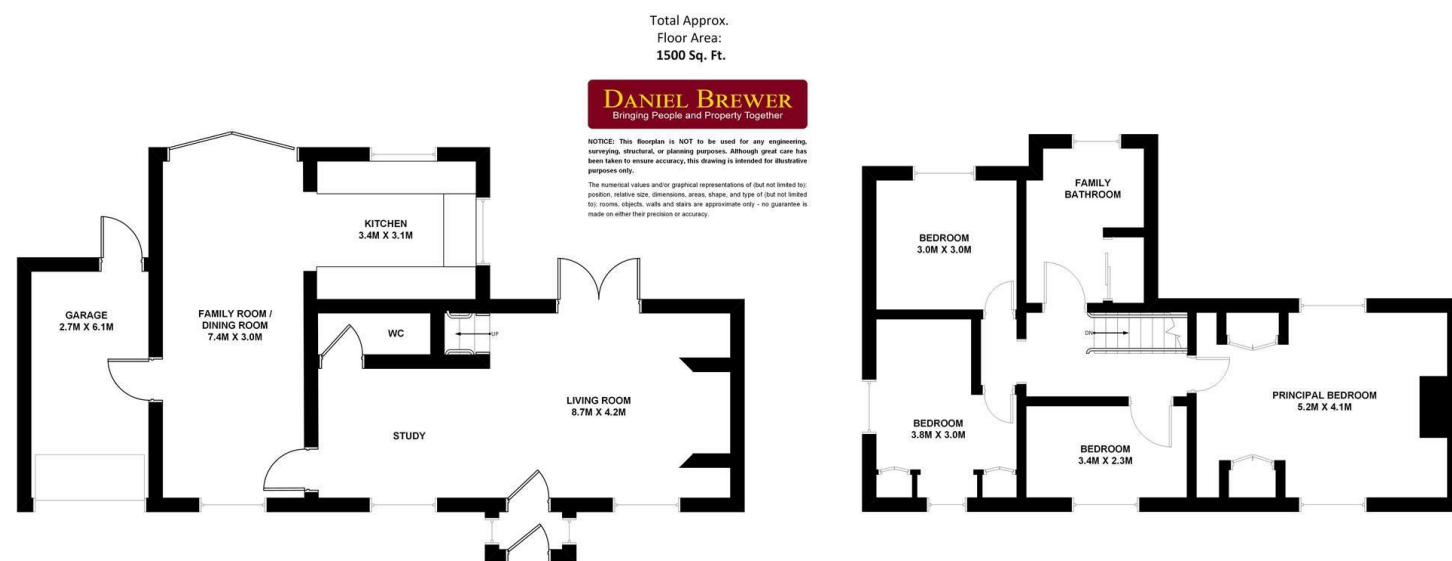 Total Approx.
Floor Area:
1500 Sq. Ft.
DANIEL BREWER
Bringing People and Property Together
NOTICE: This floorplan is NOT to be used for any engineering,
surveying, structural, or planning purposes. Although great care has
been taken to ensure accuracy, this drawing is intended for illustrative
purposes only.
The numerical values and/or graphical representations of (but not limited to):
position, relative size, dimensions, areas, shape, and type of (but not limited
to): rooms, objects, walls and stairs are approximate only - no guarantee is
made on either their precision or accuracy.
KITCHEN
3.4M X 3.1M
GARAGE
2.7M X 6.1M
FAMILY ROOM /
DINING ROOM
7.4M X 3.0M
WC
UP
LIVING ROOM
8.7M X 4.2M
STUDY
FAMILY
BATHROOM
BEDROOM
3.0M X 3.0M
DN
PRINCIPAL BEDROOM
5.2M X 4.1M
BEDROOM
3.8M X 3.0M
BEDROOM
3.4M X 2.3M